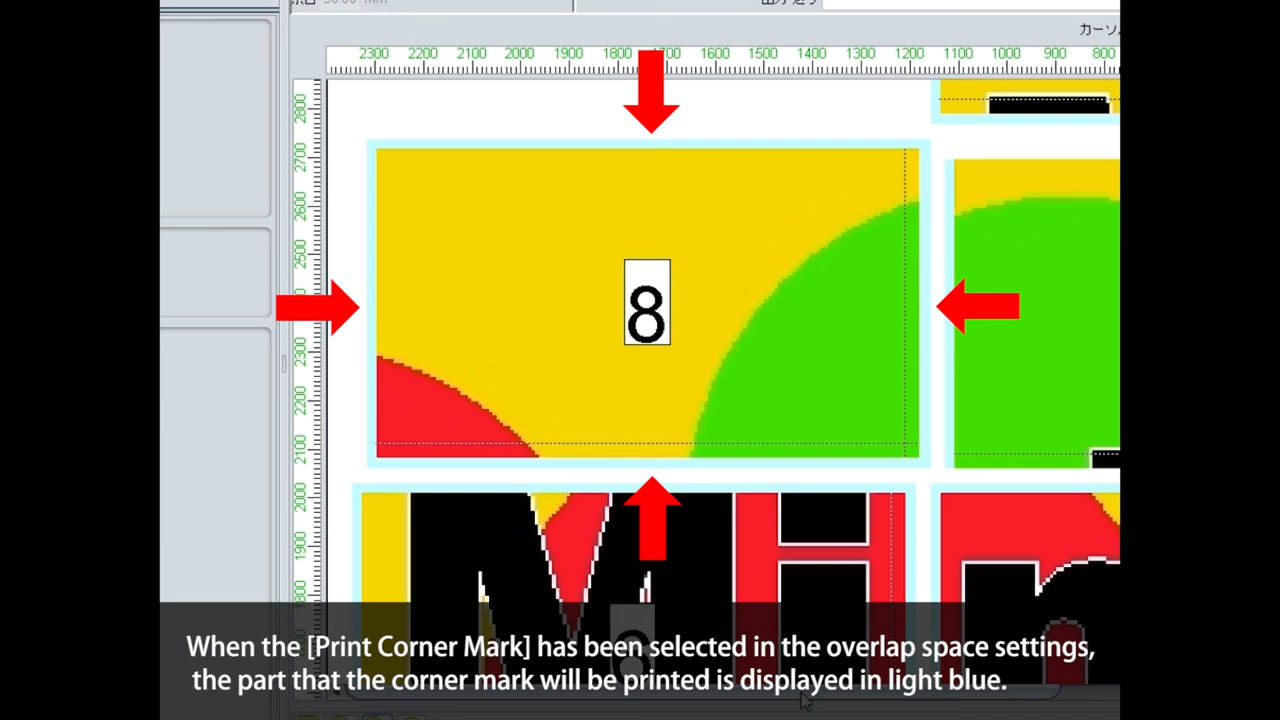 カーソ
2300 2200 2100 2000 1900 1800 1700 1600 1500 1400 1300 1200 1100 1000 900 800
2800
2700
2600
2500
2300
2200
2100
2000
1900
1800
8
Min
8
When the [Print Corner Mark] has been selected in the overlap space settings,
the part that the corner mark will be printed is displayed in light blue.